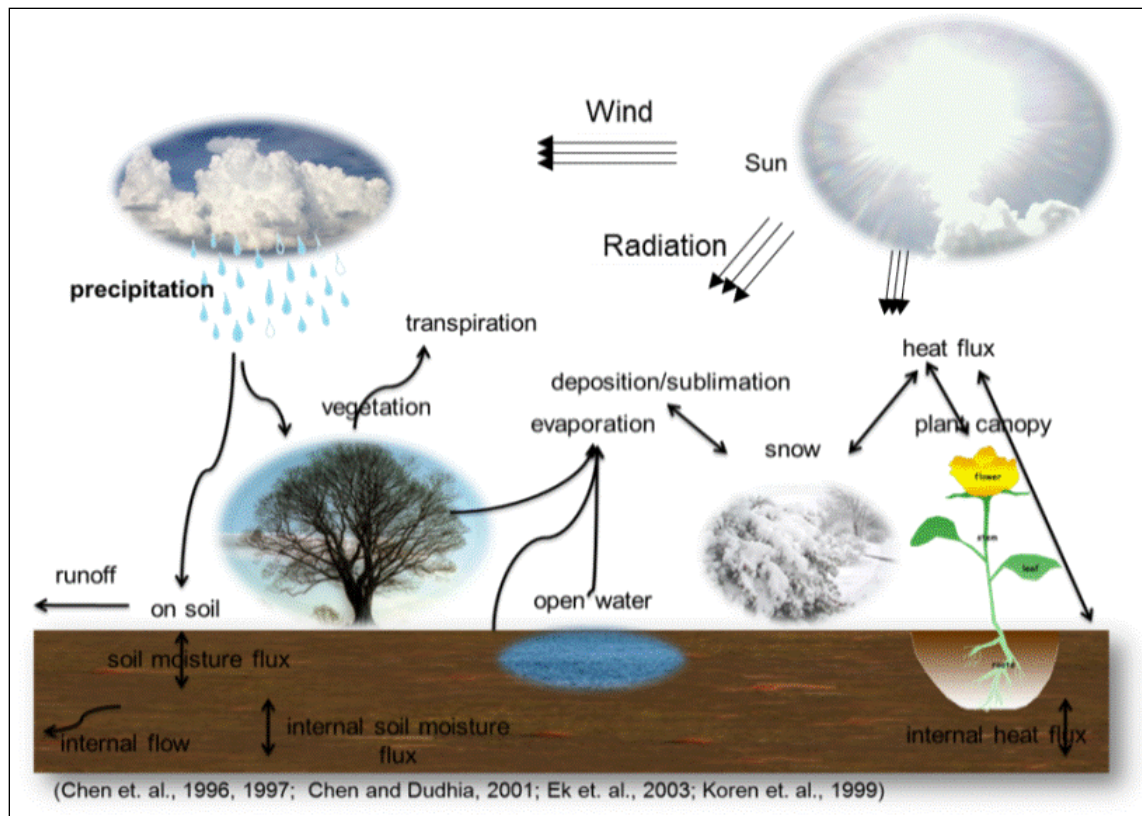 Wind
Sun
Radiation
precipitation
transpiration
heat flux
deposition/sublimation
vegetation
evaporation
plant canopy
snow
flower
stem
leaf
runoff
on soil
open water
soil moisture flux
roots
internal flow
internal soil moisture
flux
internal heat flux
(Chen et. al., 1996, 1997; Chen and Dudhia, 2001; Ek et. al., 2003; Koren et. al., 1999)